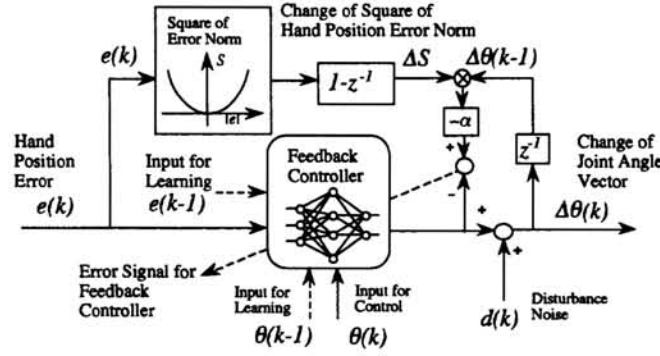 Change of Square of
Hand Position Error Norm
Square of
Error Norm
e(k)
S
|e|
1-z⁻¹
ΔS
Δθ(k-1)
-α
z⁻¹
Hand
Position
Error
e(k)
Input for
Learning
e(k-1)
Feedback
Controller
+
-
+
+
Change of
Joint Angle
Vector
Δθ(k)
Error Signal for
Feedback
Controller
Input for
Learning
θ(k-1)
Input for
Control
θ(k)
d(k)
Disturbance
Noise